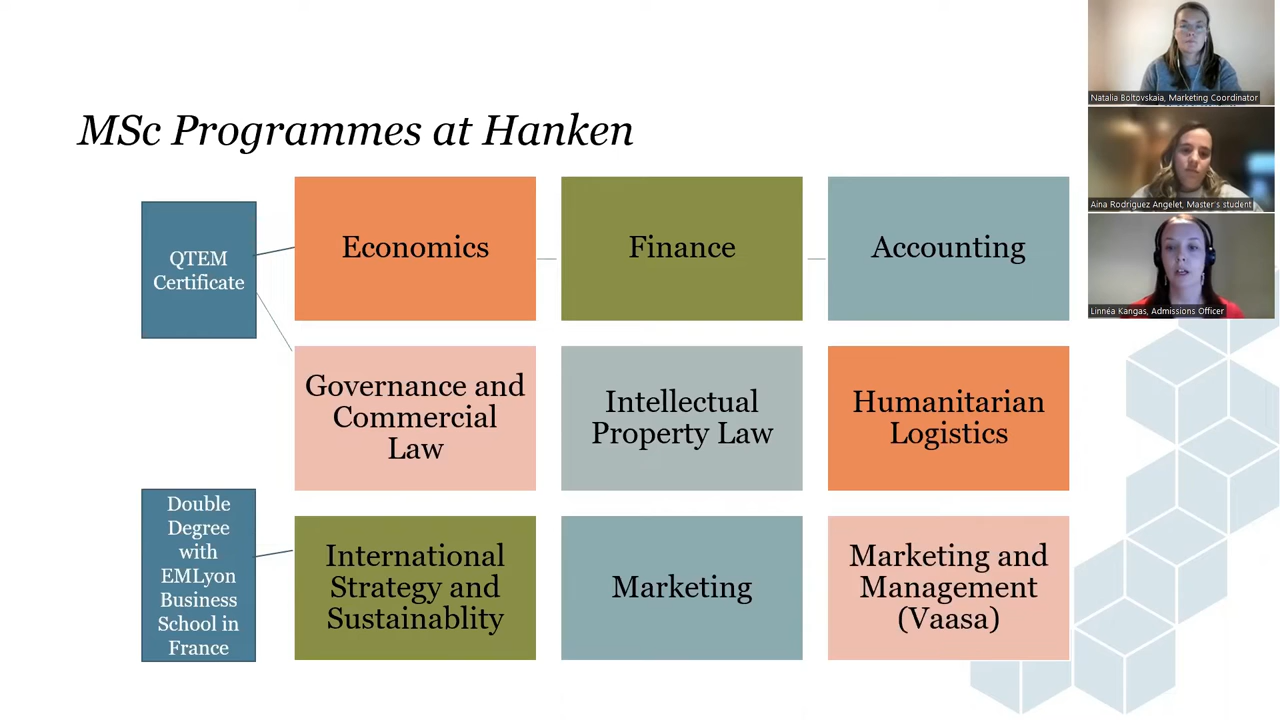 MSc Programmes at Hanken
QTEM
Certificate
Economics
Finance
Accounting
Governance and
Commercial
Law
Intellectual
Property Law
Humanitarian
Logistics
Double
Degree
with
EMLyon
Business
School in
France
International
Strategy and
Sustainablity
Marketing
Marketing and
Management
(Vaasa)
Natalia Boltovskaia, Marketing Coordinator
Aina Rodriguez Angelet, Master's student
Linnéa Kangas, Admissions Officer